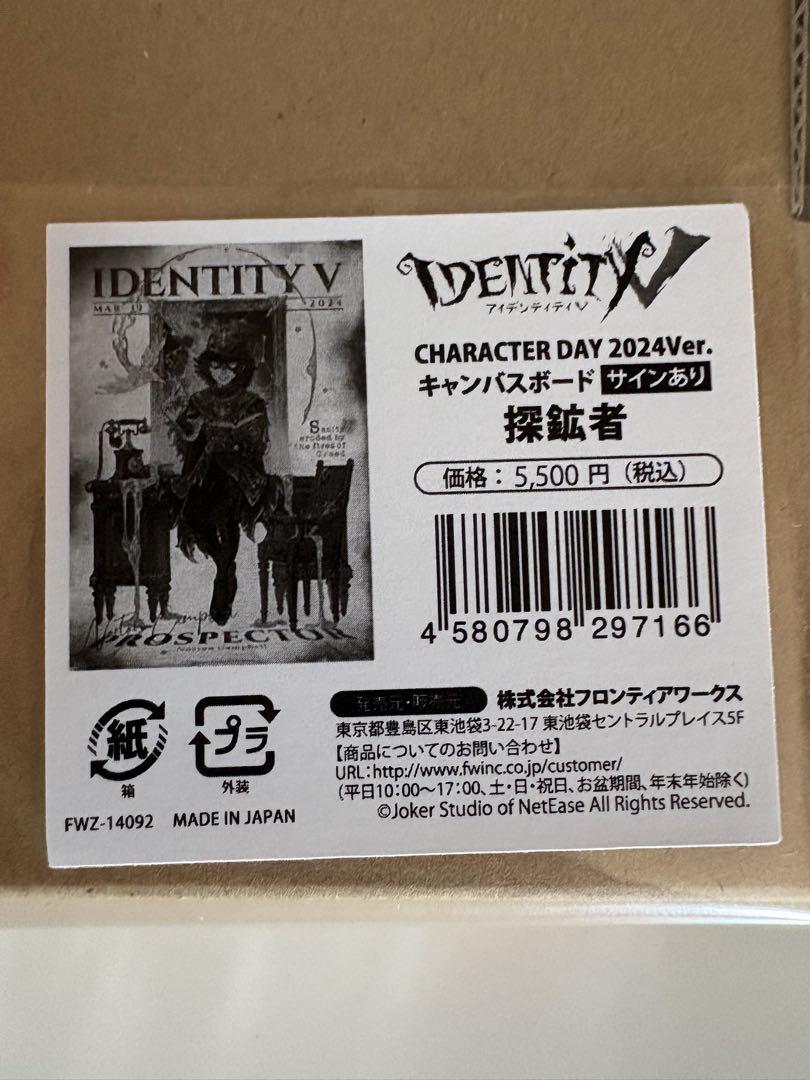 IDENTITY V
MAR 19 2024
Sanity
eroded by
the fires of
Greed
PROSPECTOR
Norton Campbell
IDENTITY V
アイデンティティV
CHARACTER DAY 2024Ver.
キャンバスボード サインあり
探鉱者
価格：5,500 円（税込）
4 580798 297166
紙
箱
プラ
外装
FWZ-14092 MADE IN JAPAN
発売元・販売元 株式会社フロンティアワークス
東京都豊島区東池袋3-22-17 東池袋セントラルプレイス5F
【商品についてのお問い合わせ】
URL:http://www.fwinc.co.jp/customer/
(平日10:00～17:00、土・日・祝日、お盆期間、年末年始除く)
©Joker Studio of NetEase All Rights Reserved.